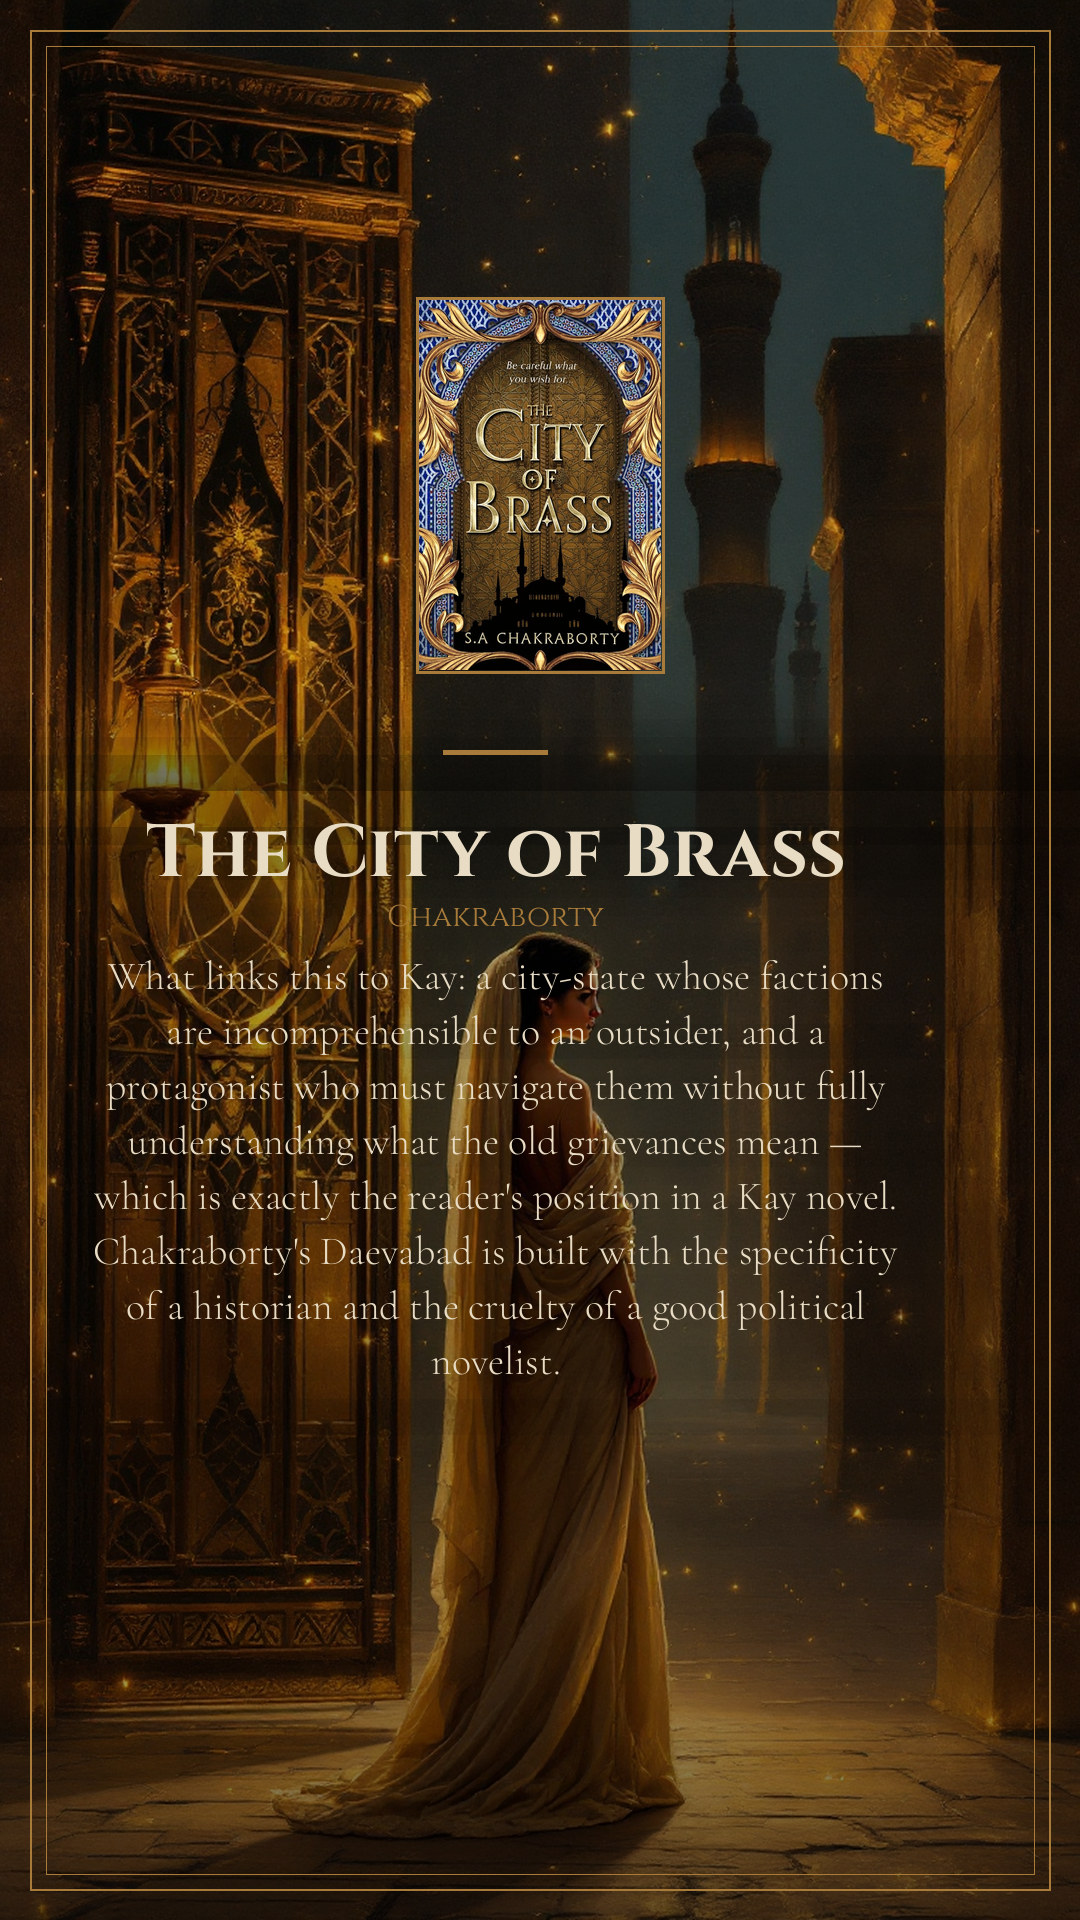 Be careful what
you wish for
THE
CITY
OF
BRASS
S.A CHAKRABORTY
THE CITY OF BRASS
CHAKRABORTY
What links this to Kay: a city-state whose factions
are incomprehensible to an outsider, and a
protagonist who must navigate them without fully
understanding what the old grievances mean —
which is exactly the reader's position in a Kay novel.
Chakraborty's Daevabad is built with the specificity
of a historian and the cruelty of a good political
novelist.